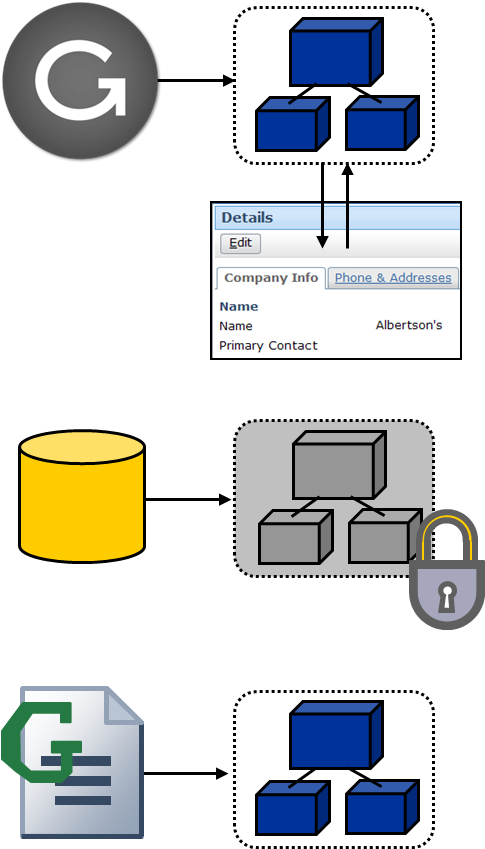 G
Details
Edit
Company Info
Phone & Addresses
Name
Name
Albertson's
Primary Contact
G